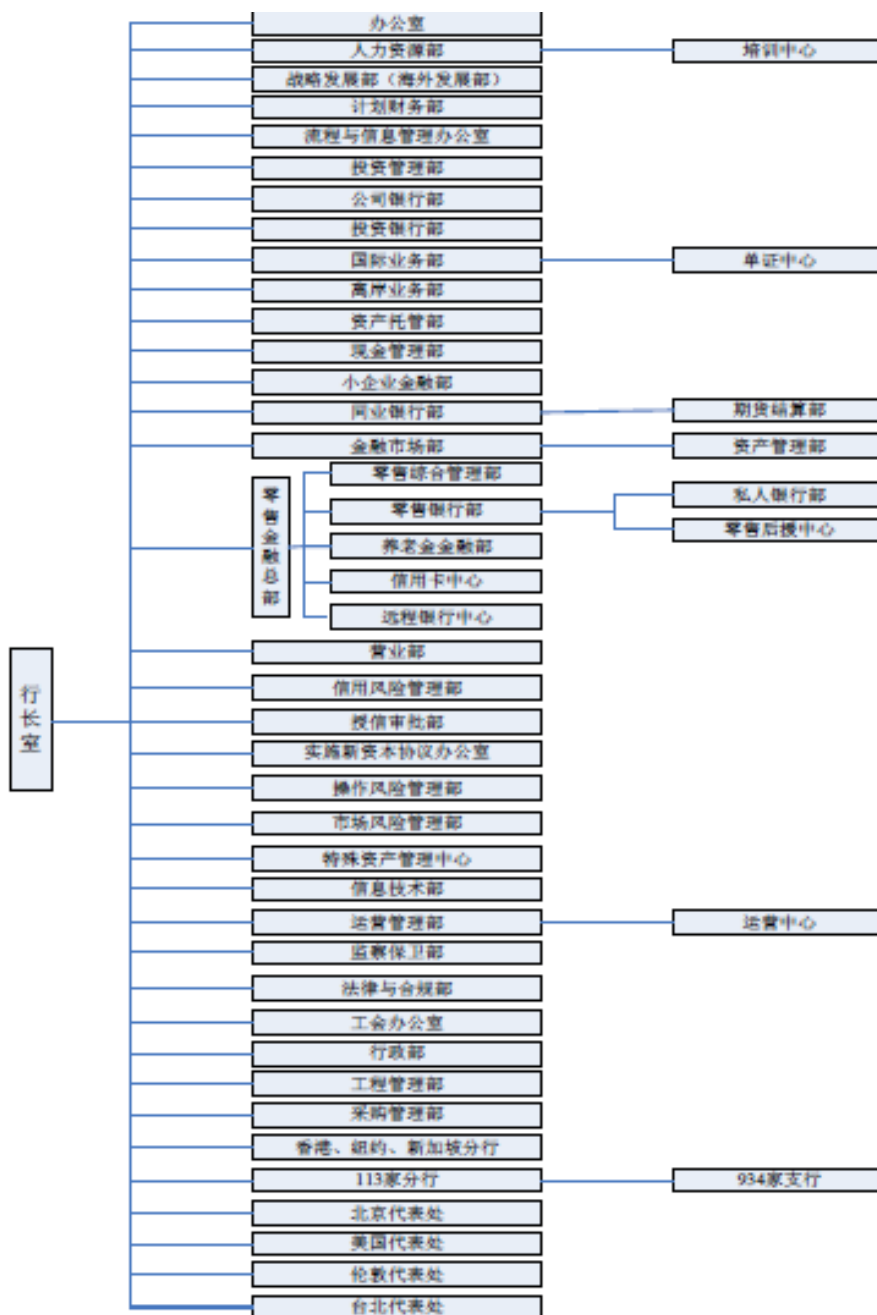 办公室
人力资源部
培训中心
战略发展部（海外发展部）
计划财务部
流程与信息管理办公室
投资管理部
公司银行部
投资银行部
国际业务部
单证中心
离岸业务部
资产托管部
现金管理部
小企业金融部
同业银行部
期货结算部
金融市场部
资产管理部
零售金融总部
零售综合管理部
零售银行部
私人银行部
零售后援中心
养老金金融部
信用卡中心
远程银行中心
营业部
行长室
信用风险管理部
授信审批部
实施新资本协议办公室
操作风险管理部
市场风险管理部
特殊资产管理中心
信息技术部
运营管理部
运营中心
监察保卫部
法律与合规部
工会办公室
行政部
工程管理部
采购管理部
香港、纽约、新加坡分行
113家分行
934家支行
北京代表处
美国代表处
伦敦代表处
台北代表处